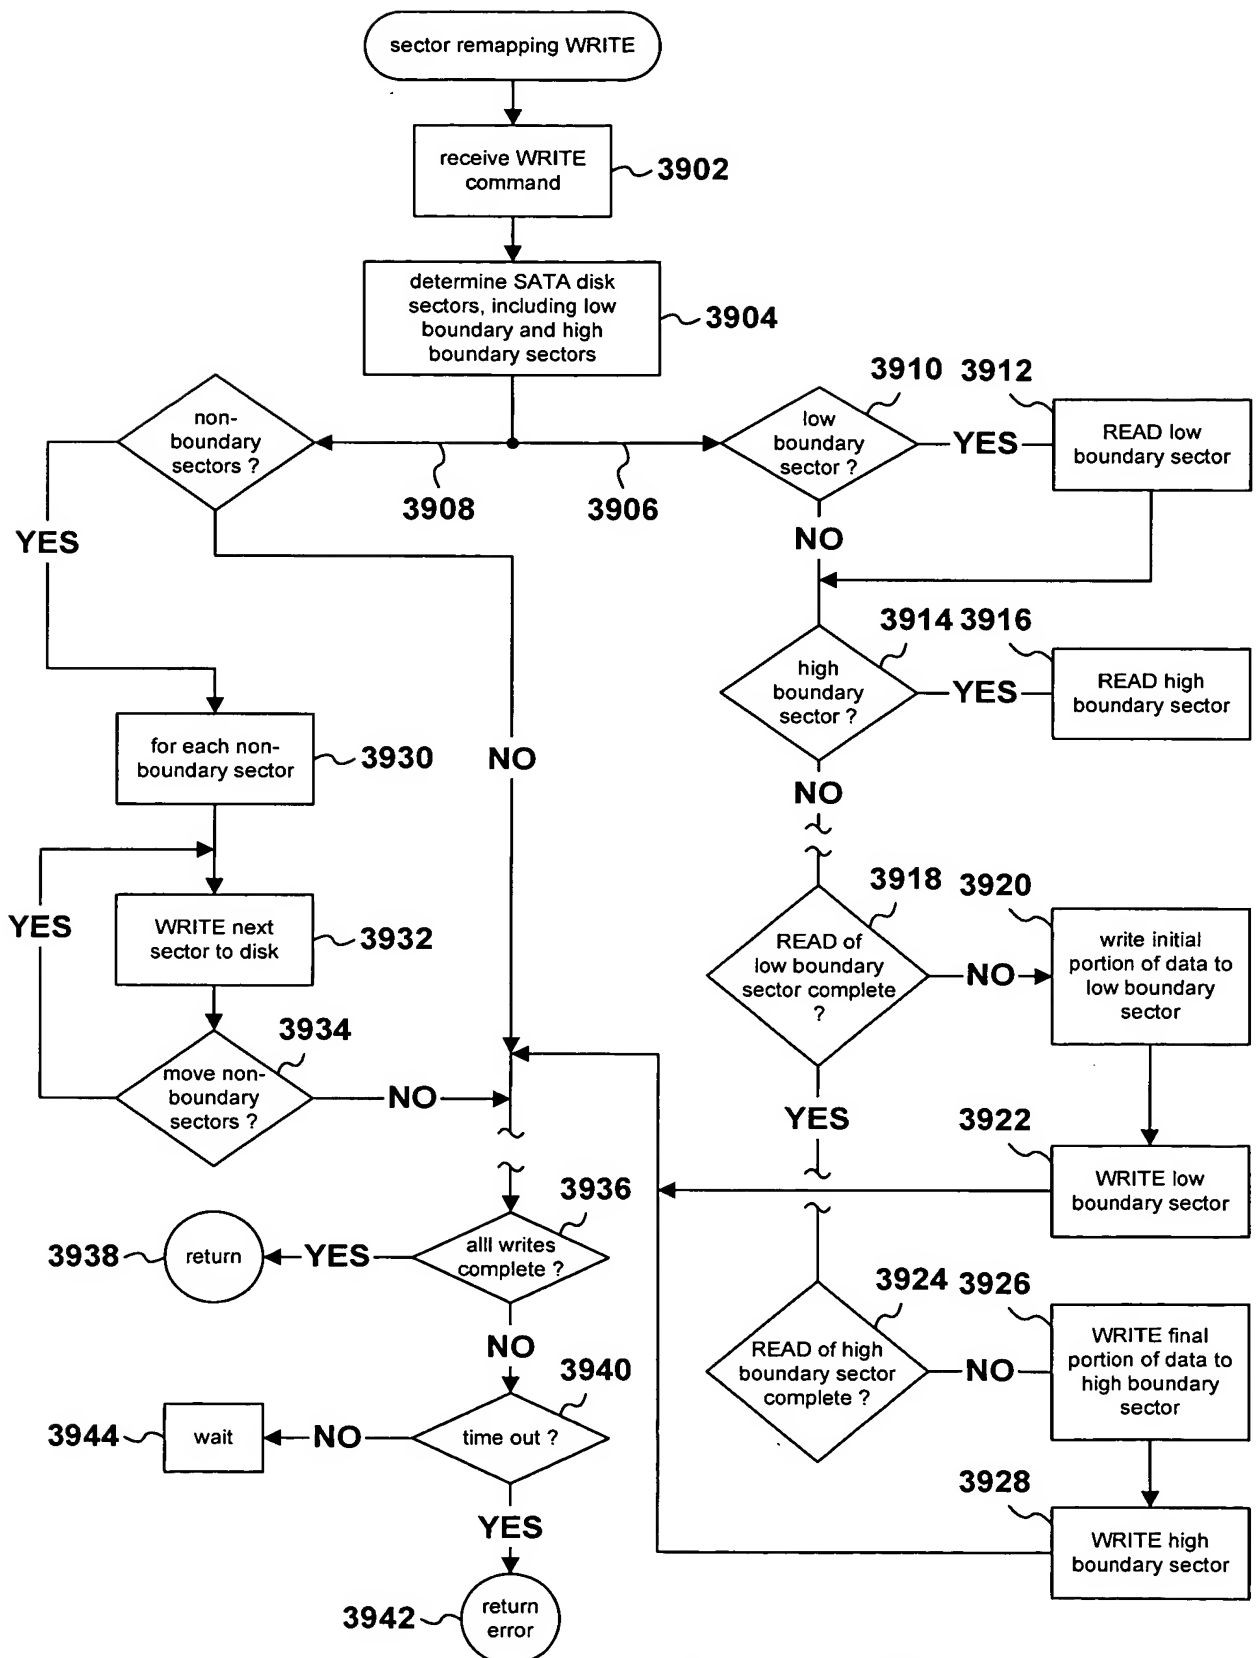 sector remapping WRITE
receive WRITE
command
3902
determine SATA disk
sectors, including low
boundary and high
boundary sectors
3904
non-
boundary
sectors ?
3908
3906
3910
low
boundary
sector ?
YES
3912
READ low
boundary sector
YES
NO
NO
3914
high
boundary
sector ?
YES
3916
READ high
boundary sector
NO
for each non-
boundary sector
3930
WRITE next
sector to disk
3932
YES
3934
move non-
boundary
sectors ?
NO
3918
READ of
low boundary
sector complete
?
NO
3920
write initial
portion of data to
low boundary
sector
YES
3922
WRITE low
boundary sector
3936
alll writes
complete ?
YES
return
3938
NO
3940
time out ?
NO
wait
3944
YES
return
error
3942
3924
READ of high
boundary sector
complete ?
NO
3926
WRITE final
portion of data to
high boundary
sector
3928
WRITE high
boundary sector